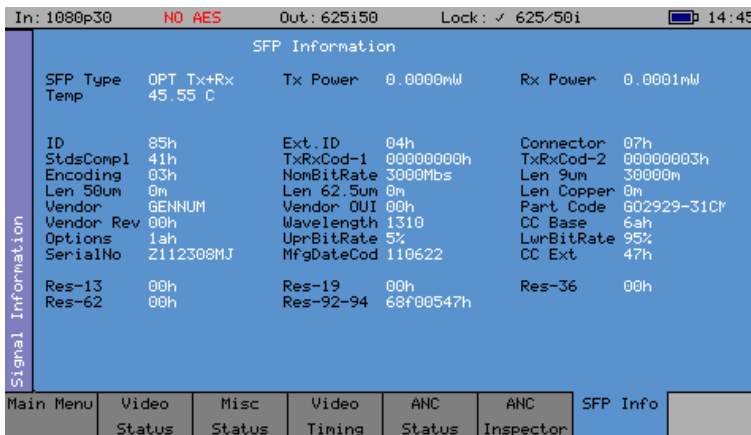 In: 1080p30 NO AES Out: 625i50 Lock: ✓ 625/50i 14:45
SFP Information
SFP Type OPT Tx+Rx Tx Power 0.0000mW Rx Power 0.0001mW
Temp 45.55 C
ID 85h Ext.ID 04h Connector 07h
StdsCompl 41h TxRxCod-1 00000000h TxRxCod-2 00000003h
Encoding 03h NomBitRate 3000Mbs Len 9um 30000m
Len 50um 0m Len 62.5um 0m Len Copper 0m
Vendor GENNUM Vendor OUI 00h Part Code GO2929-31CM
Vendor Rev 00h Wavelength 1310 CC Base 6ah
Options 1ah UprBitRate 5% LwrBitRate 95%
SerialNo Z112308MJ MfgDateCod 110622 CC Ext 47h
Res-13 00h Res-19 00h Res-36 00h
Res-62 00h Res-92-94 68f00547h
Signal Information
Main Menu Video Status Misc Status Video Timing ANC Status ANC Inspector SFP Info